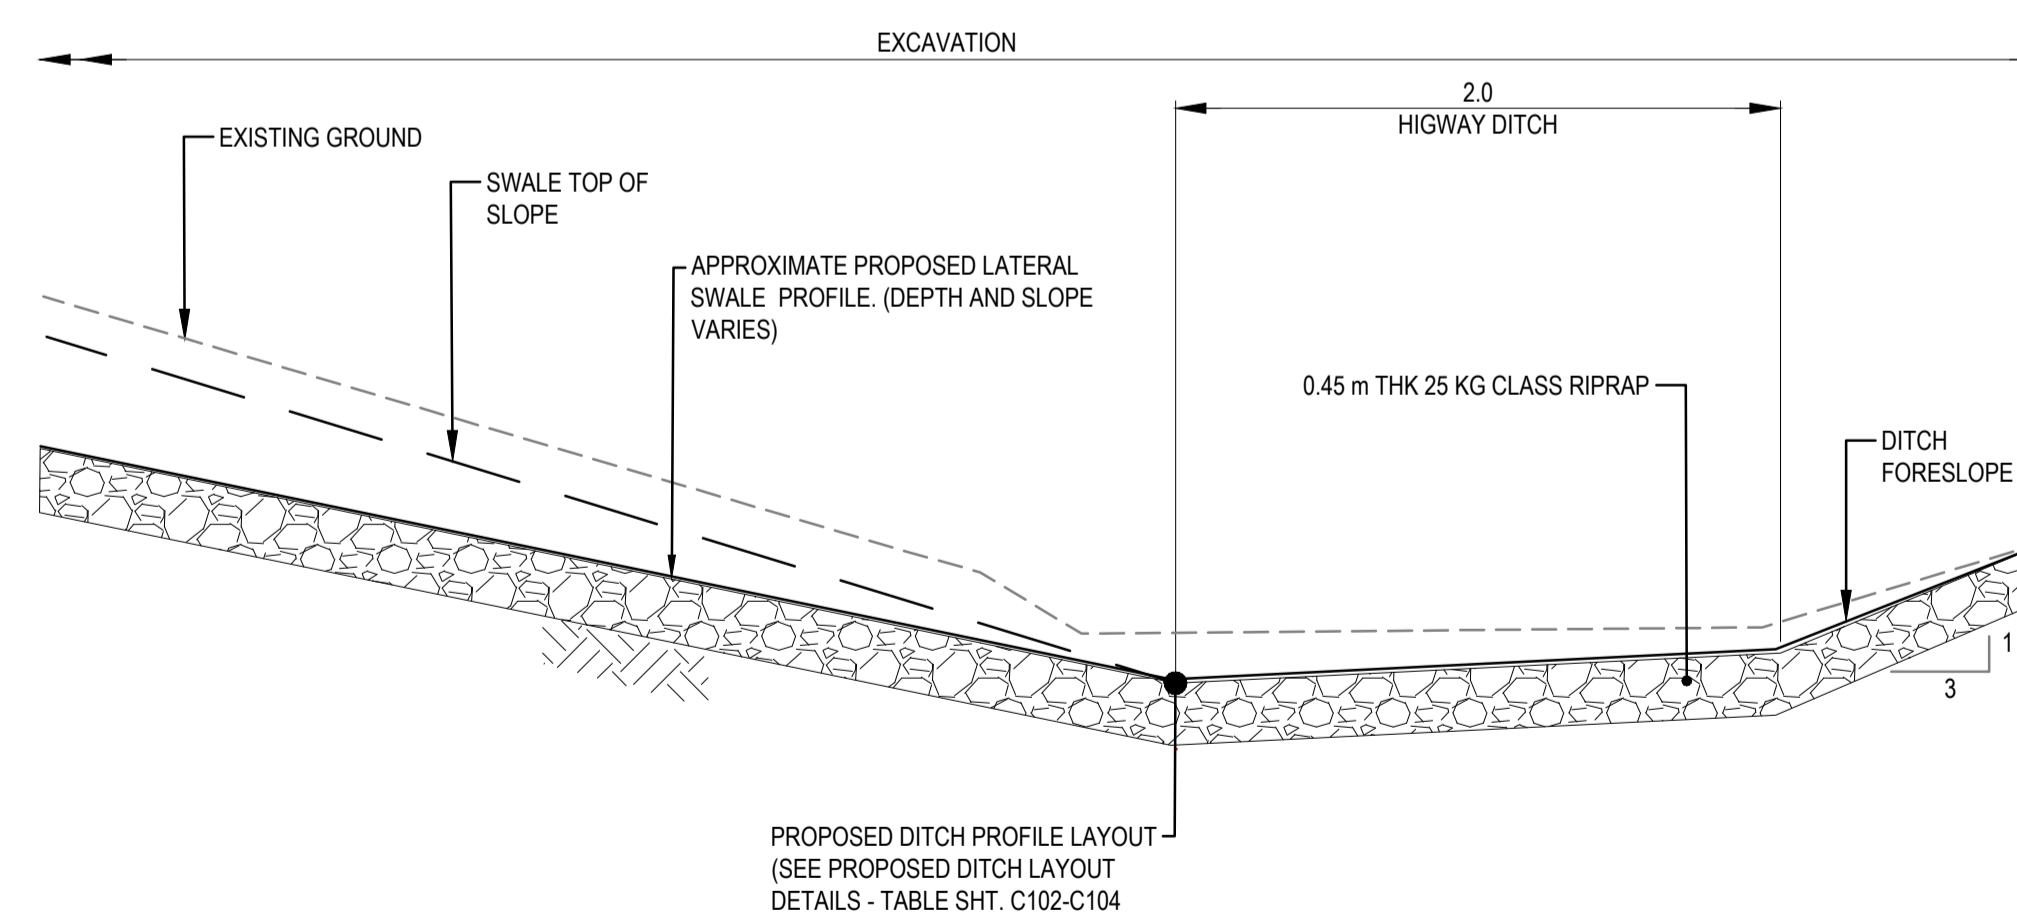 EXCAVATION
2.0
HIGWAY DITCH
EXISTING GROUND
SWALE TOP OF
SLOPE
APPROXIMATE PROPOSED LATERAL
SWALE PROFILE. (DEPTH AND SLOPE
VARIES)
0.45 m THK 25 KG CLASS RIPRAP
DITCH
FORESLOPE
1
3
PROPOSED DITCH PROFILE LAYOUT
(SEE PROPOSED DITCH LAYOUT
DETAILS - TABLE SHT. C102-C104